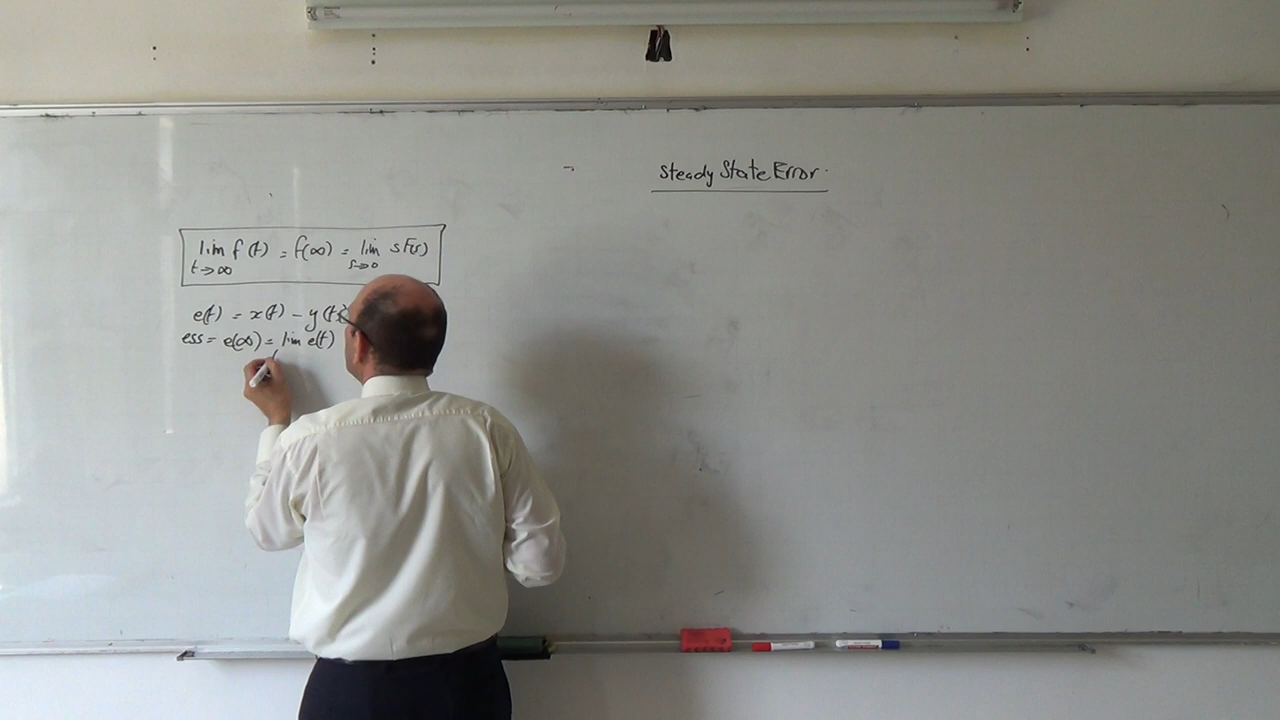 Steady State Error.
lim f(t) = f(∞) = lim sF(s)
t→∞ s→0
e(t) = x(t) - y(t)
ess = e(∞) = lim e(t)